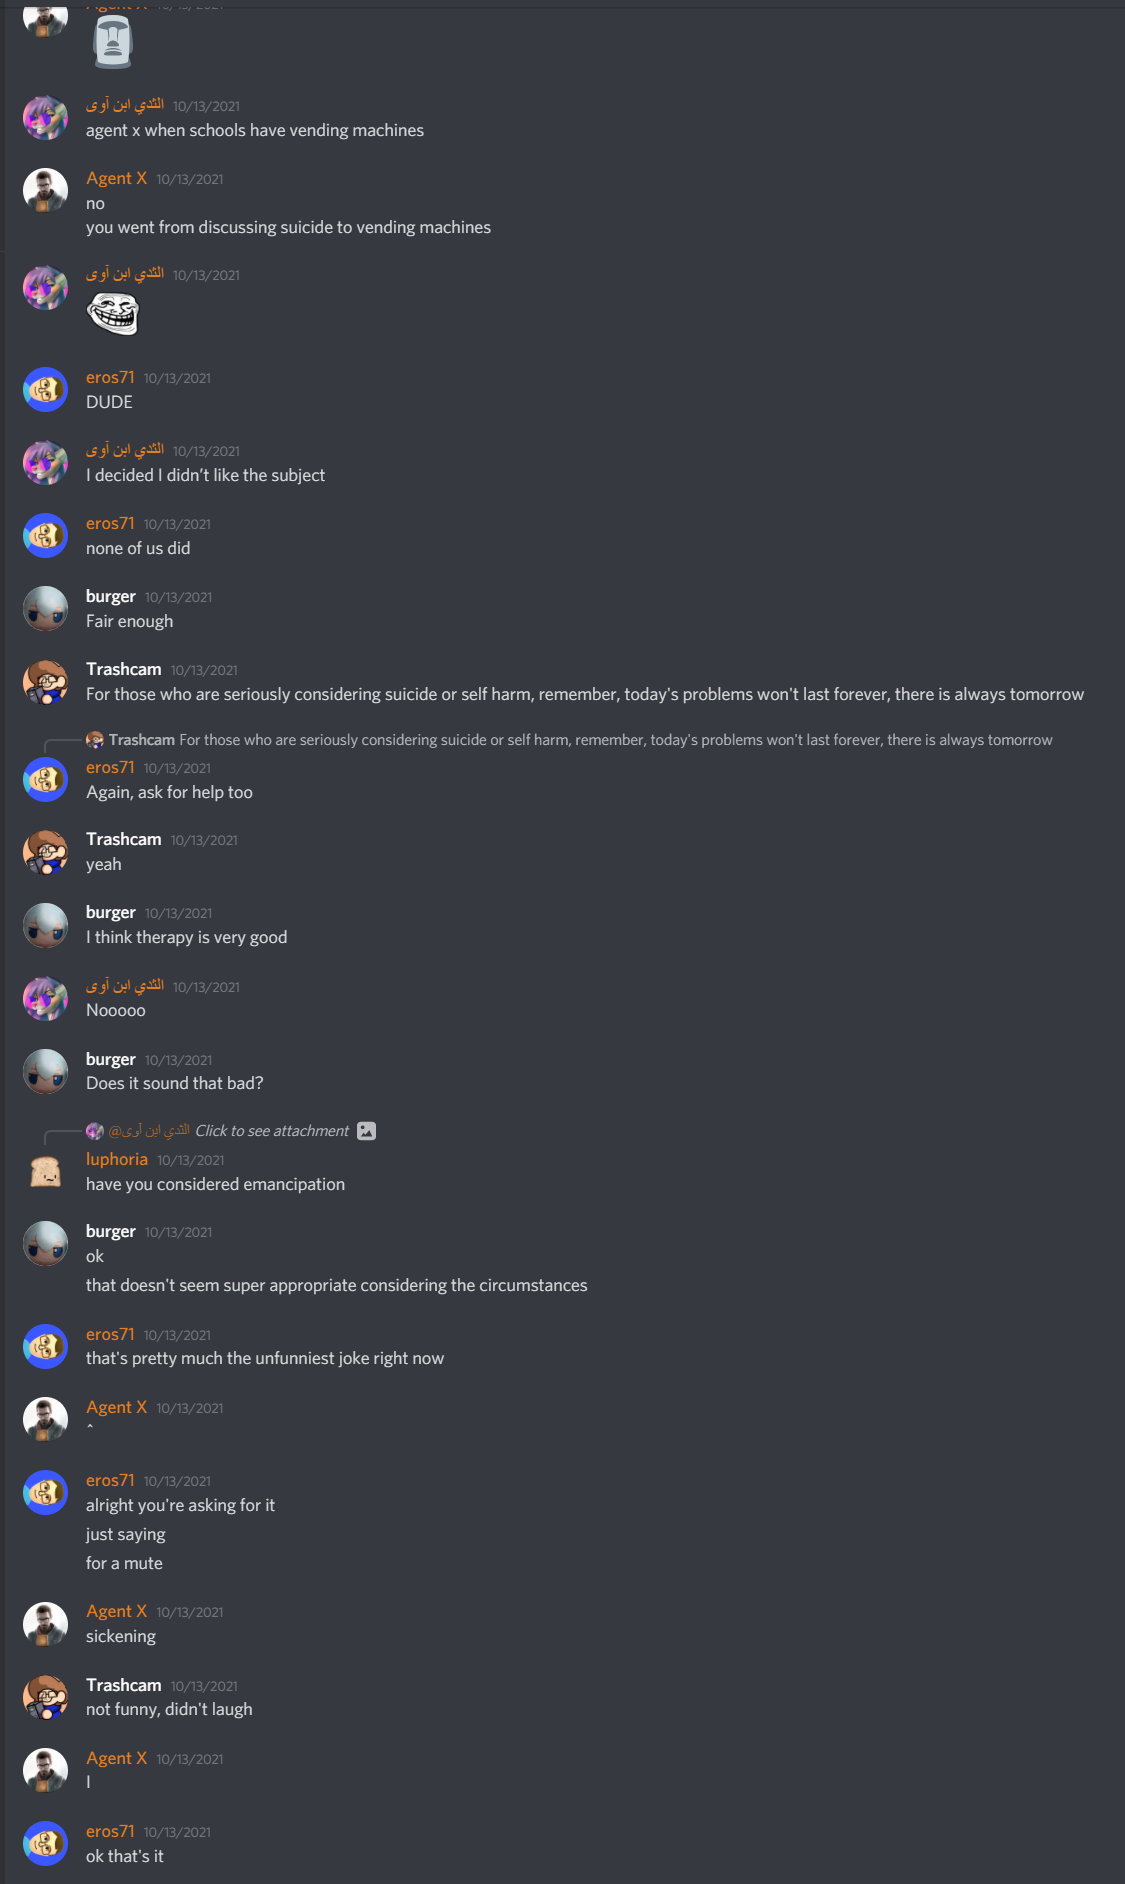 Agent X 10/13/2021
الثدي ابن آوى 10/13/2021
agent x when schools have vending machines
Agent X 10/13/2021
no
you went from discussing suicide to vending machines
الثدي ابن آوى 10/13/2021
eros71 10/13/2021
DUDE
الثدي ابن آوى 10/13/2021
I decided I didn’t like the subject
eros71 10/13/2021
none of us did
burger 10/13/2021
Fair enough
Trashcam 10/13/2021
For those who are seriously considering suicide or self harm, remember, today's problems won't last forever, there is always tomorrow
Trashcam For those who are seriously considering suicide or self harm, remember, today's problems won't last forever, there is always tomorrow
eros71 10/13/2021
Again, ask for help too
Trashcam 10/13/2021
yeah
burger 10/13/2021
I think therapy is very good
الثدي ابن آوى 10/13/2021
Nooooo
burger 10/13/2021
Does it sound that bad?
@الثدي ابن آوى Click to see attachment
luphoria 10/13/2021
have you considered emancipation
burger 10/13/2021
ok
that doesn't seem super appropriate considering the circumstances
eros71 10/13/2021
that's pretty much the unfunniest joke right now
Agent X 10/13/2021
^
eros71 10/13/2021
alright you're asking for it
just saying
for a mute
Agent X 10/13/2021
sickening
Trashcam 10/13/2021
not funny, didn't laugh
Agent X 10/13/2021
I
eros71 10/13/2021
ok that's it